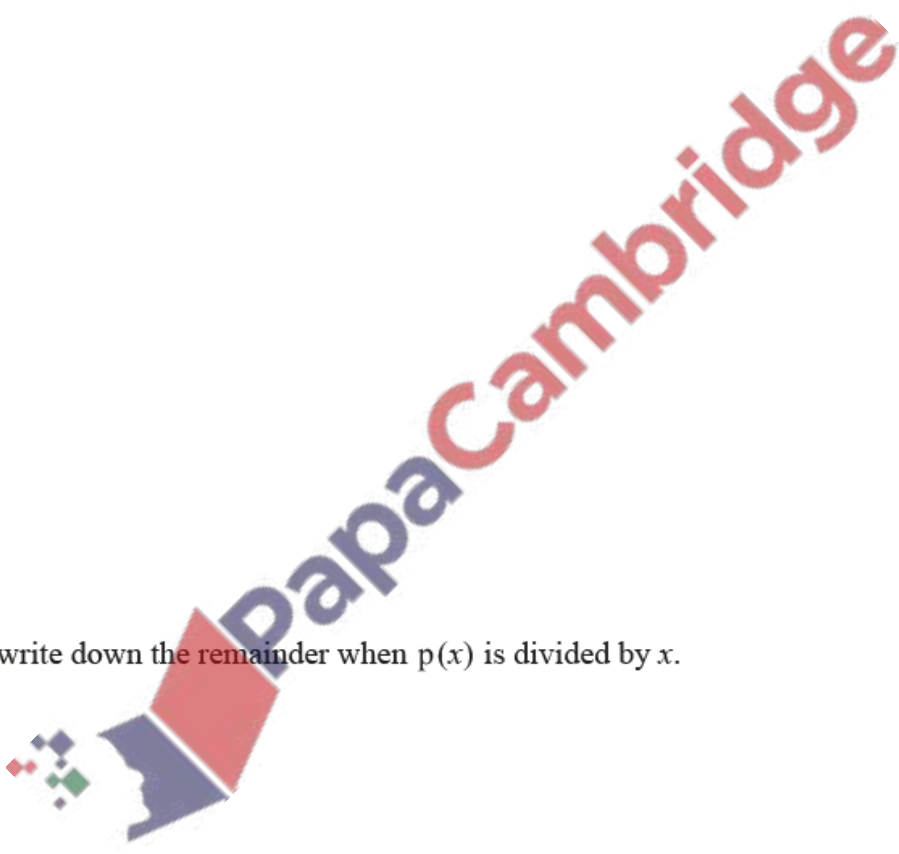 PapaCambridge
write down the remainder when p(x) is divided by x.